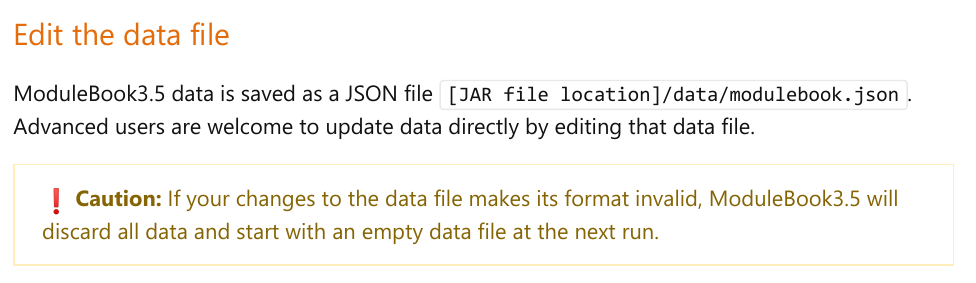 Edit the data file
ModuleBook3.5 data is saved as a JSON file [JAR file location]/data/modulebook.json.
Advanced users are welcome to update data directly by editing that data file.
❗ Caution: If your changes to the data file makes its format invalid, ModuleBook3.5 will
discard all data and start with an empty data file at the next run.